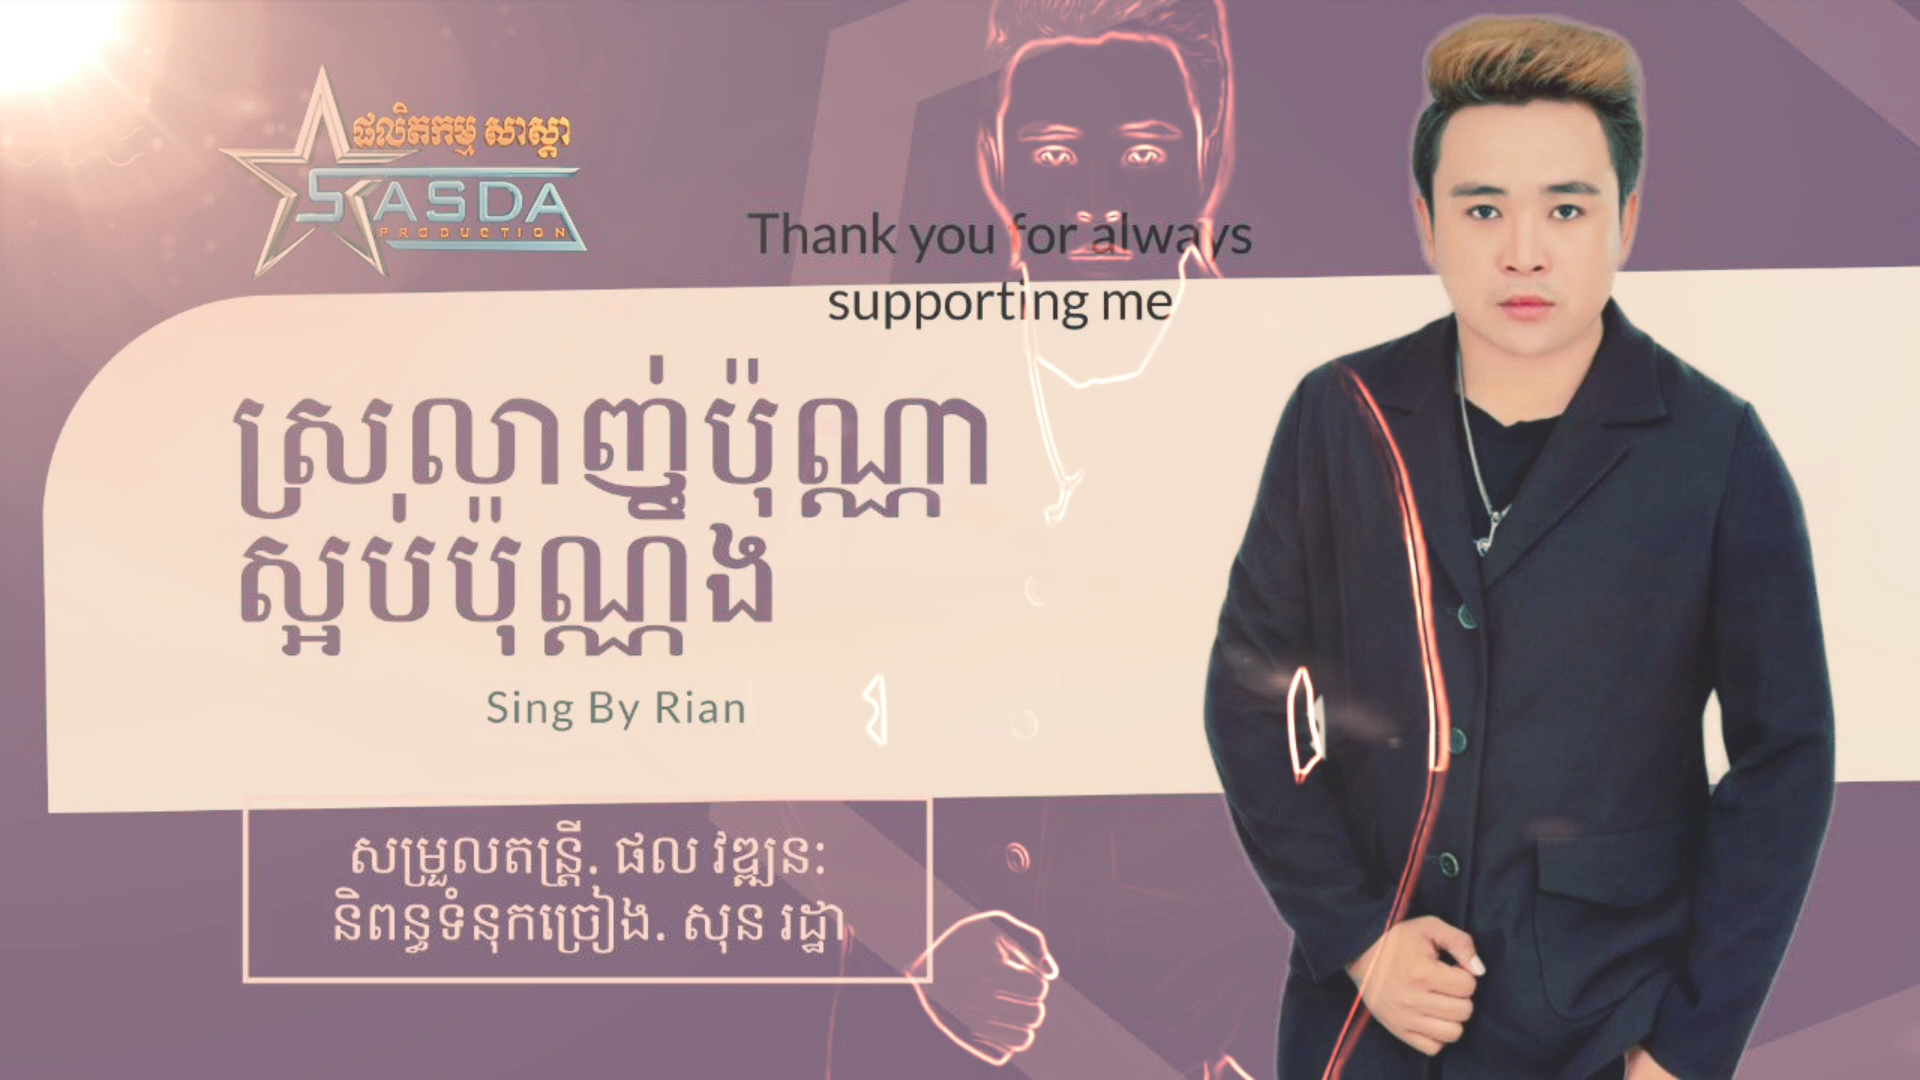 ផលិតកម្ម សាស្តា
SASDA
PRODUCTION
Thank you for always
supporting me
ស្រលាញ់ប៉ុណ្ណា
ស្អប់ប៉ុណ្ណឹង
Sing By Rian
សម្រួលតន្ត្រី. ផល វឌ្ឍនៈ
និពន្ធទំនុកច្រៀង. សុន រដ្ឋា